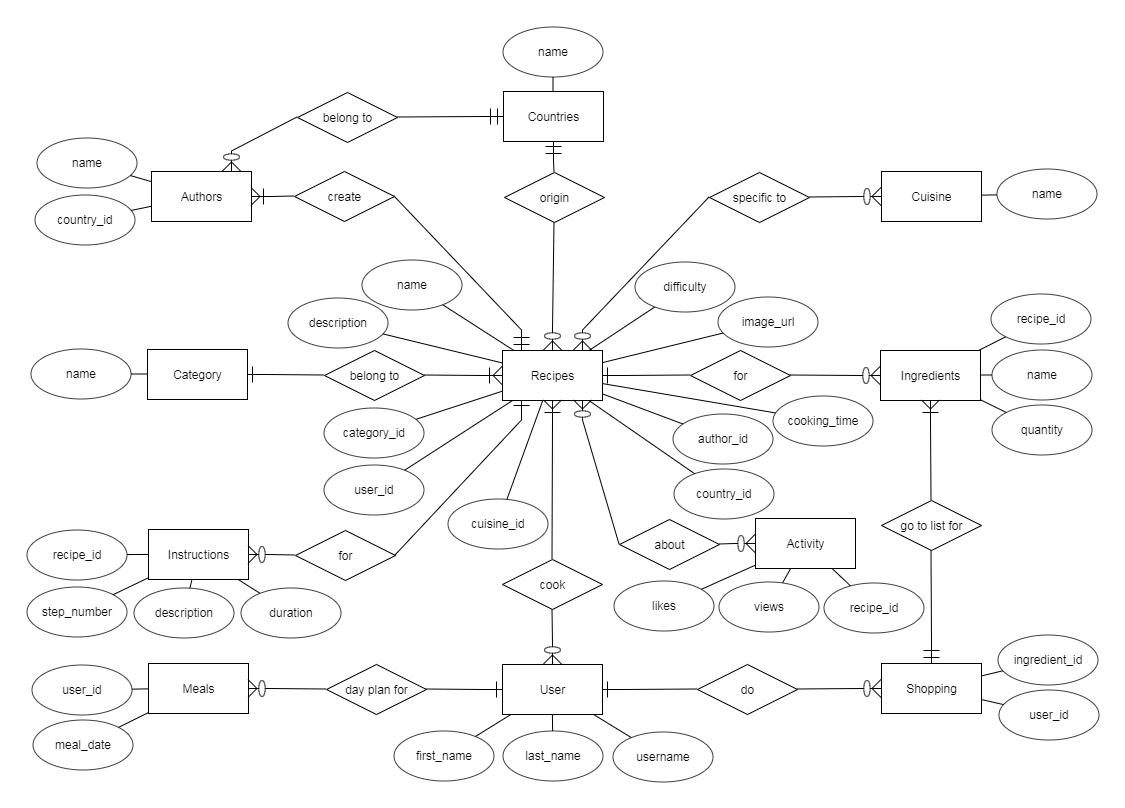 name
Countries
belong to
name
Authors
country_id
create
origin
specific to
Cuisine
name
name
description
difficulty
image_url
recipe_id
name
Category
belong to
Recipes
for
Ingredients
name
category_id
cooking_time
quantity
author_id
user_id
country_id
cuisine_id
go to list for
recipe_id
Instructions
for
about
Activity
cook
step_number
description
duration
likes
views
recipe_id
ingredient_id
user_id
Meals
day plan for
User
do
Shopping
user_id
meal_date
first_name
last_name
username